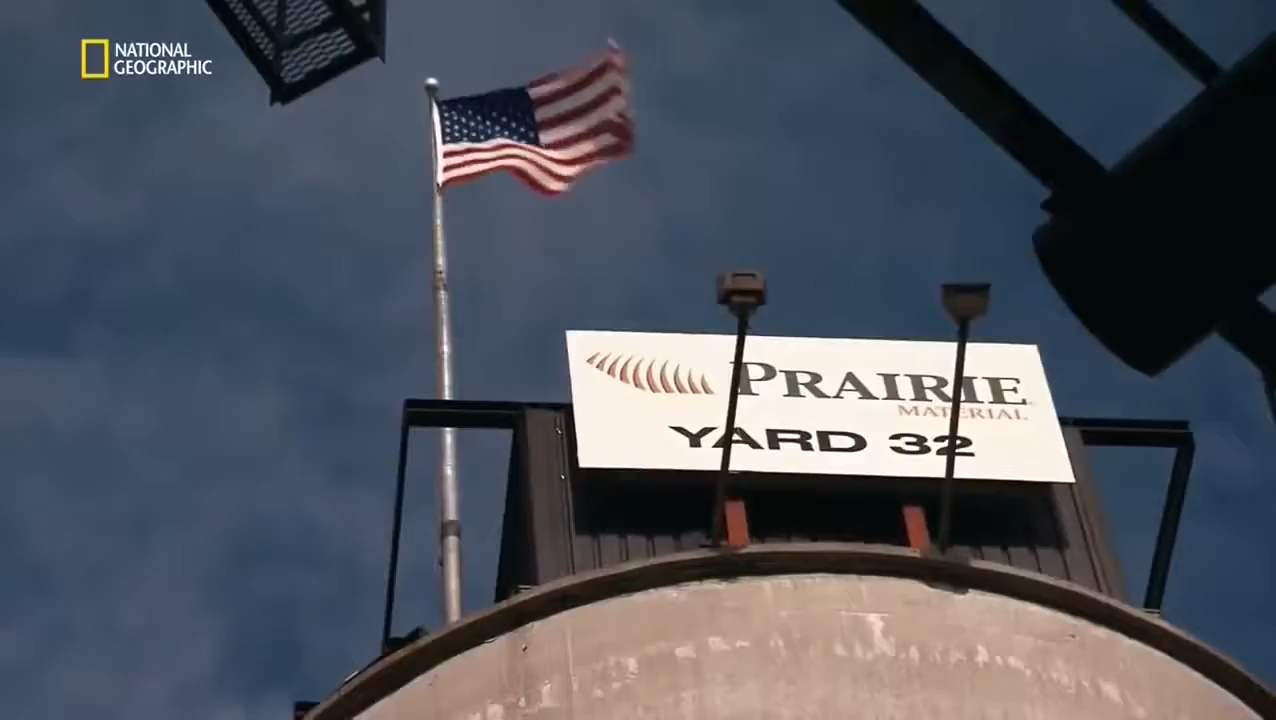 NATIONAL
GEOGRAPHIC
PRAIRIE
MATERIAL
YARD 32